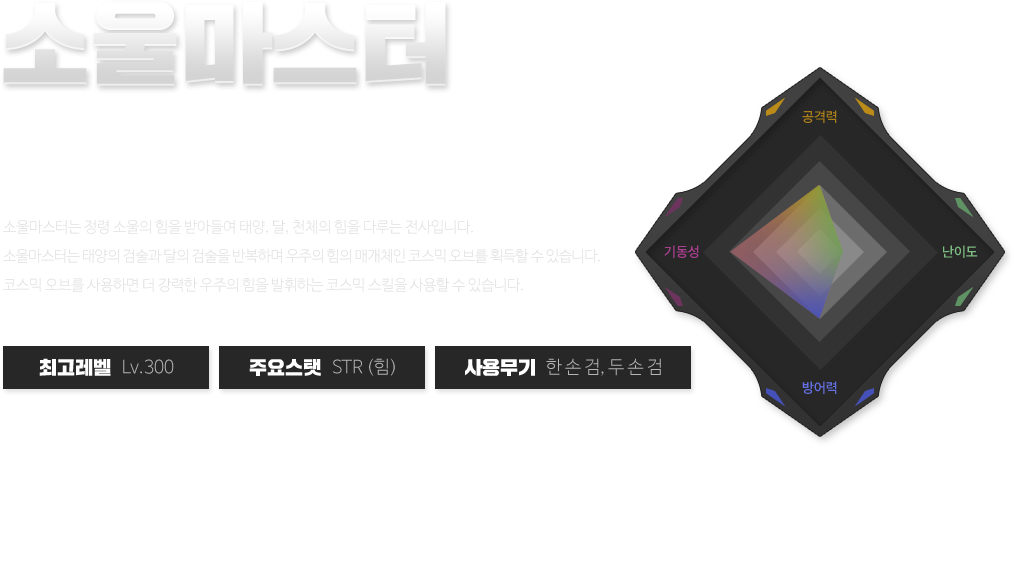 소울마스터
소울마스터는 정령 소울의 힘을 받아들여 태양, 달, 천체의 힘을 다루는 전사입니다.
소울마스터는 태양의 검술과 달의 검술을 반복하며 우주의 힘의 매개체인 코스믹 오브를 획득할 수 있습니다.
코스믹 오브를 사용하면 더 강력한 우주의 힘을 발휘하는 코스믹 스킬을 사용할 수 있습니다.
최고레벨 Lv.300
주요스탯 STR (힘)
사용무기 한손검, 두손검
공격력
기동성
난이도
방어력